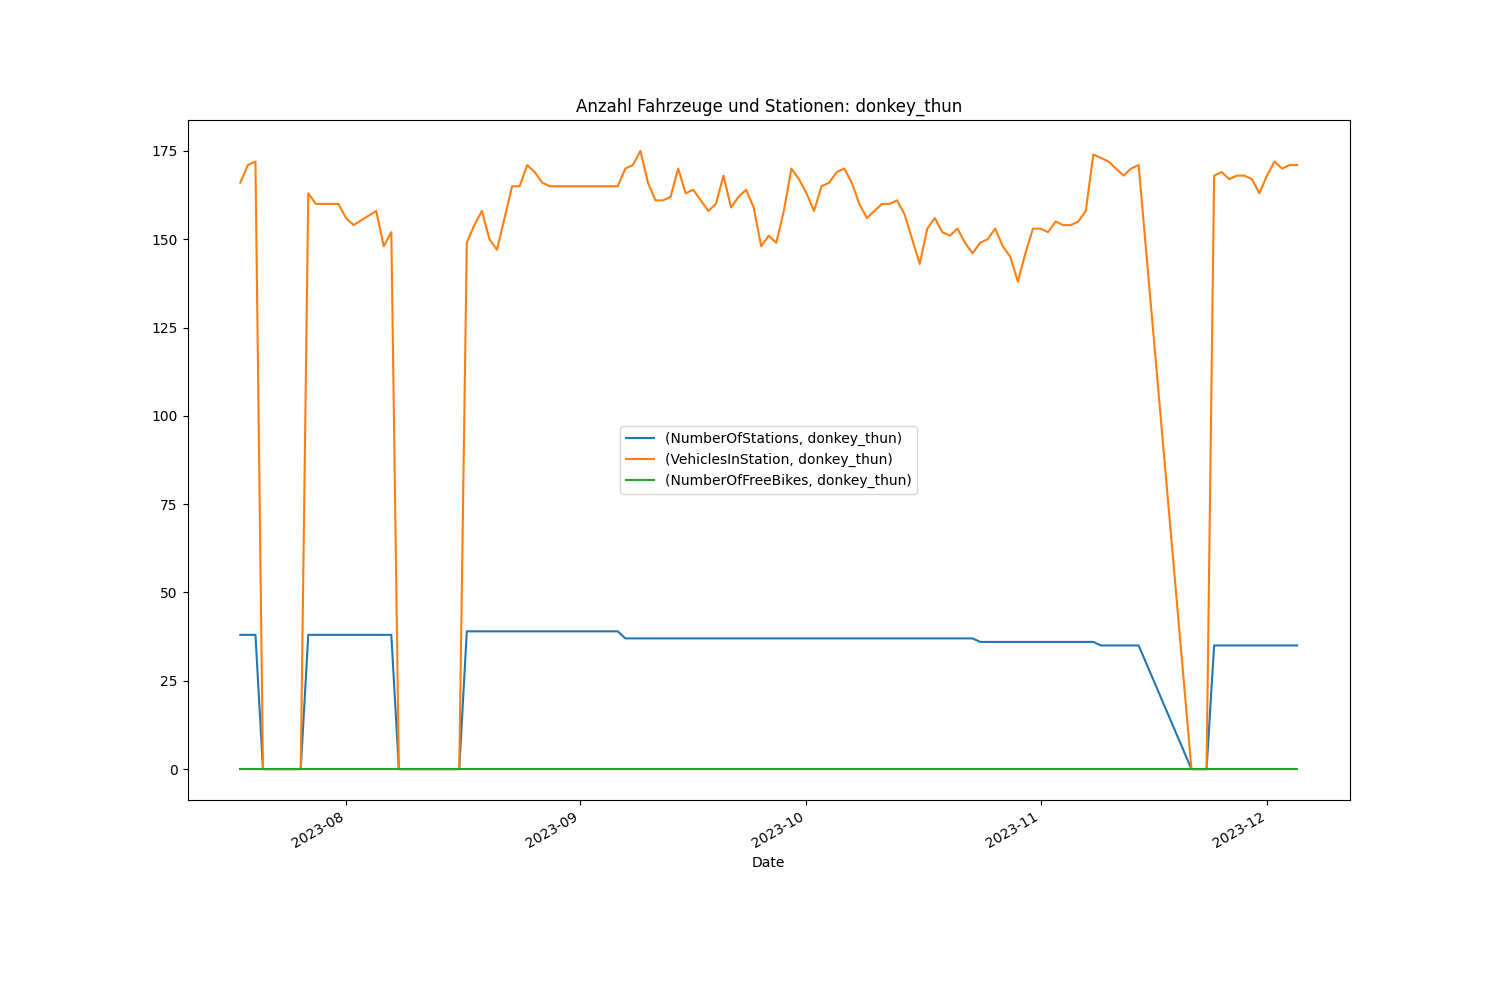 Anzahl Fahrzeuge und Stationen: donkey_thun
175
150
125
100
75
50
25
0
(NumberOfStations, donkey_thun)
(VehiclesInStation, donkey_thun)
(NumberOfFreeBikes, donkey_thun)
2023-08
2023-09
2023-10
2023-11
2023-12
Date